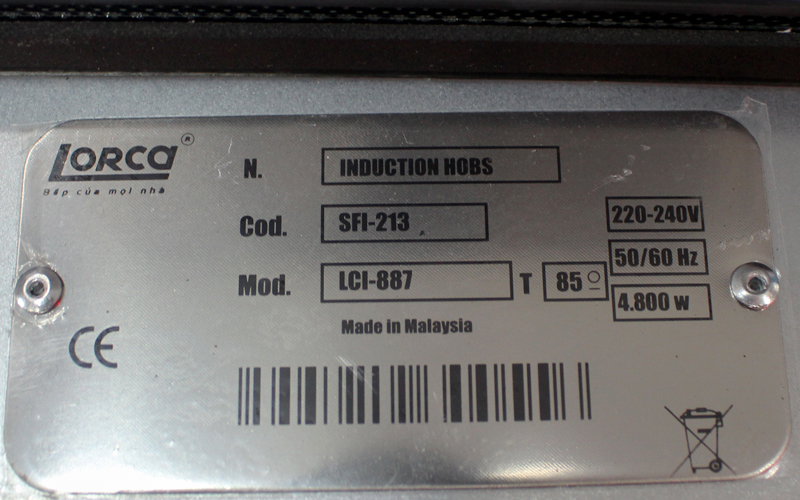 LORCA ®
Bếp của mọi nhà
N. INDUCTION HOBS
Cod. SFI-213
220-240V
50/60 Hz
Mod. LCI-887 T 85 º
4.800 w
Made in Malaysia
CE